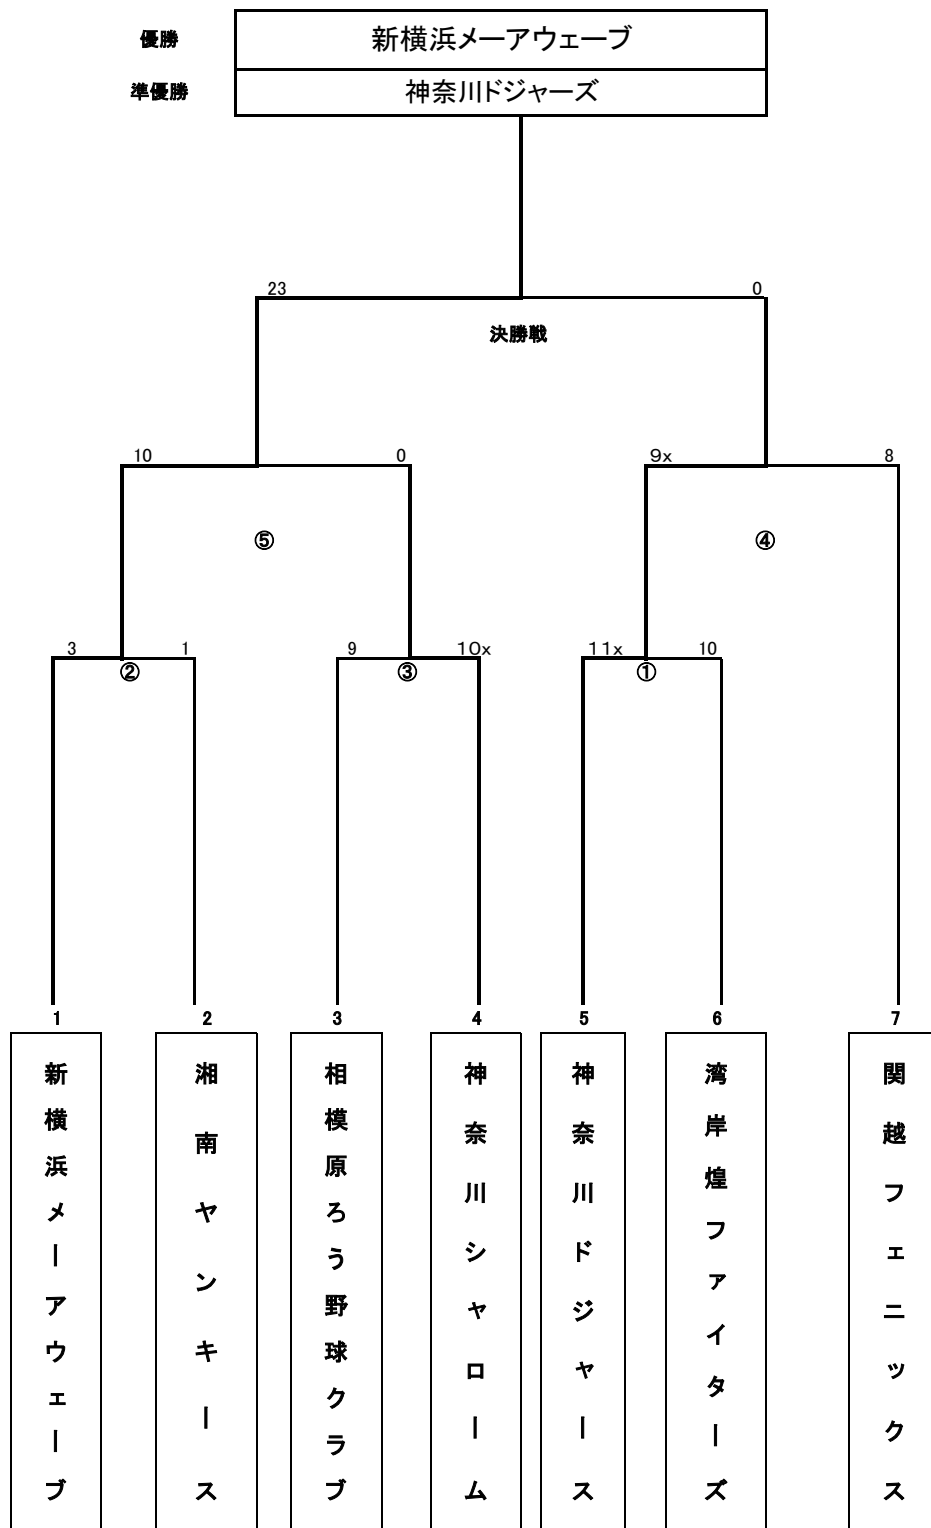 優勝
新横浜メーアウェーブ
準優勝
神奈川ドジャーズ
23
0
決勝戦
10
0
9x
8
⑤
④
3
1
9
10x
11x
10
②
③
①
1
2
3
4
5
6
7
新横浜メーアウェーブ
湘南ヤンキース
相模原ろう野球クラブ
神奈川シャローム
神奈川ドジャース
湾岸煌ファイターズ
関越フェニックス